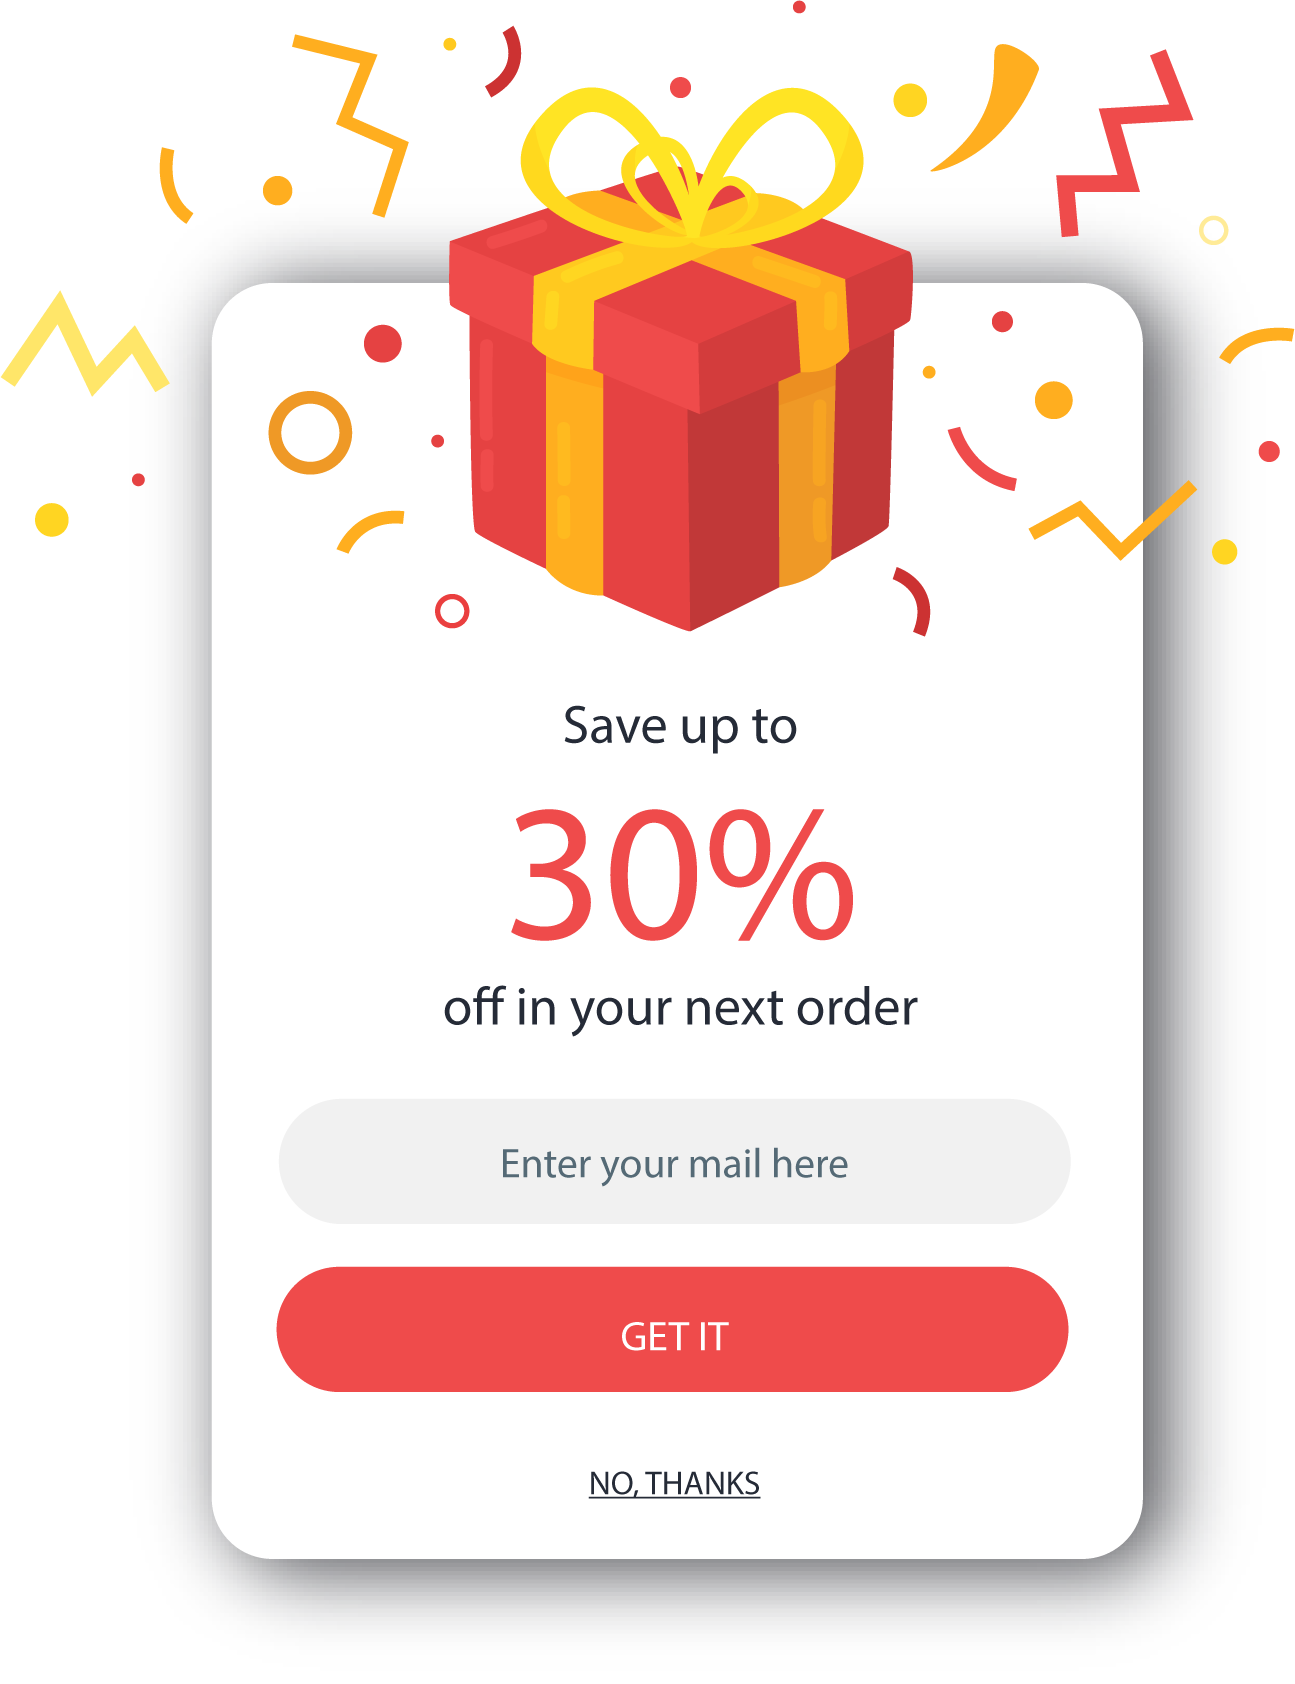 Save up to
30%
off in your next order
Enter your mail here
GET IT
NO, THANKS